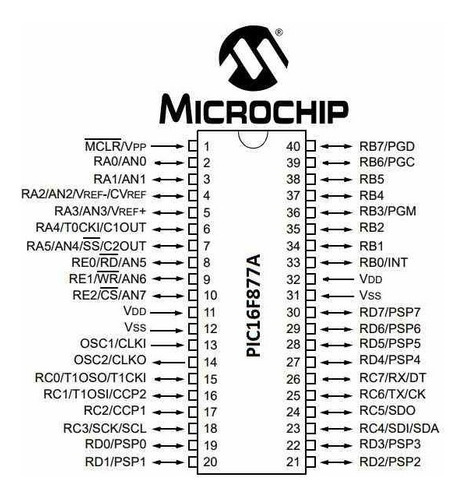 ®
MICROCHIP
MCLR/VPP 1 40 RB7/PGD
RA0/AN0 2 39 RB6/PGC
RA1/AN1 3 38 RB5
RA2/AN2/VREF-/CVREF 4 37 RB4
RA3/AN3/VREF+ 5 36 RB3/PGM
RA4/T0CKI/C1OUT 6 35 RB2
RA5/AN4/SS/C2OUT 7 34 RB1
RE0/RD/AN5 8 33 RB0/INT
RE1/WR/AN6 9 32 VDD
RE2/CS/AN7 10 31 VSS
VDD 11 30 RD7/PSP7
VSS 12 29 RD6/PSP6
OSC1/CLKI 13 28 RD5/PSP5
OSC2/CLKO 14 27 RD4/PSP4
RC0/T1OSO/T1CKI 15 26 RC7/RX/DT
RC1/T1OSI/CCP2 16 25 RC6/TX/CK
RC2/CCP1 17 24 RC5/SDO
RC3/SCK/SCL 18 23 RC4/SDI/SDA
RD0/PSP0 19 22 RD3/PSP3
RD1/PSP1 20 21 RD2/PSP2
PIC16F877A